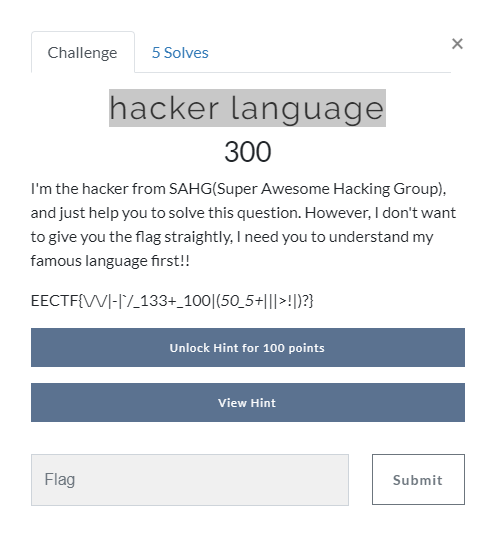 Challenge
5 Solves
×
hacker language
300
I'm the hacker from SAHG(Super Awesome Hacking Group),
and just help you to solve this question. However, I don't want
to give you the flag straightly, I need you to understand my
famous language first!!
EECTF{\/\/|-|`/_133+_100|(50_5+|||>!|)?}
Unlock Hint for 100 points
View Hint
Flag
Submit